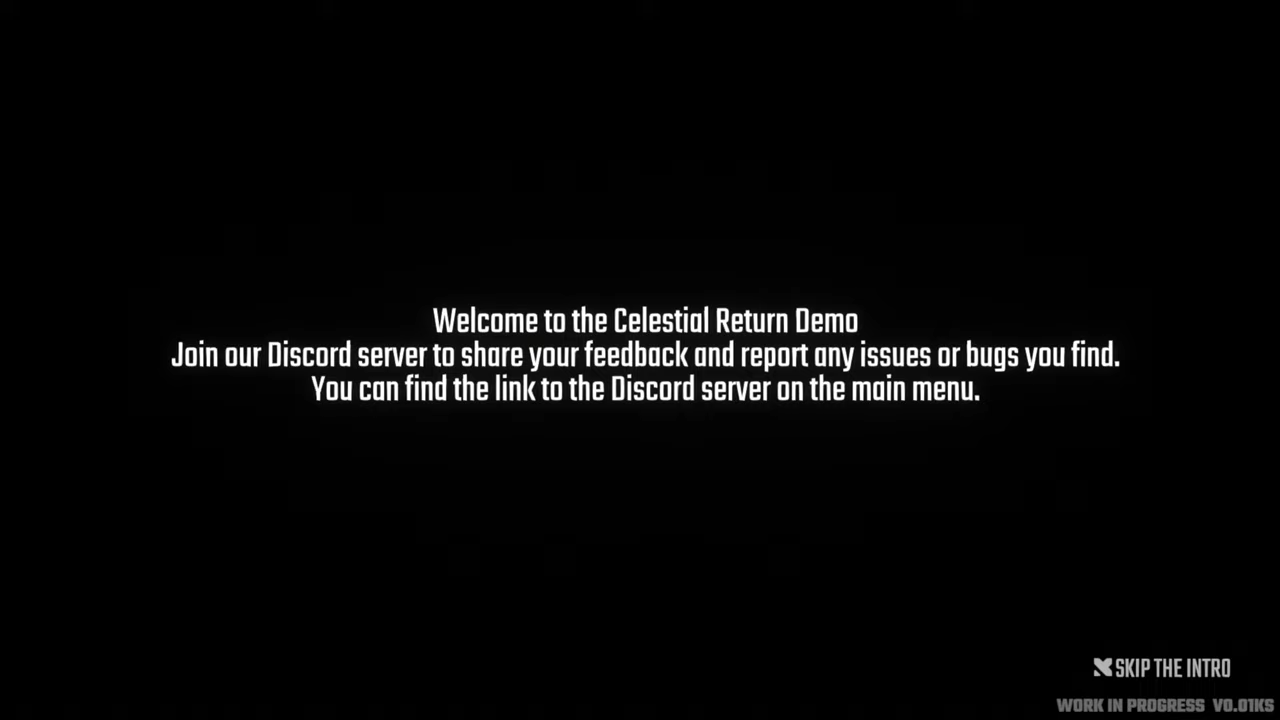 Welcome to the Celestial Return Demo
Join our Discord server to share your feedback and report any issues or bugs you find.
You can find the link to the Discord server on the main menu.
SKIP THE INTRO
WORK IN PROGRESS V0.01KS